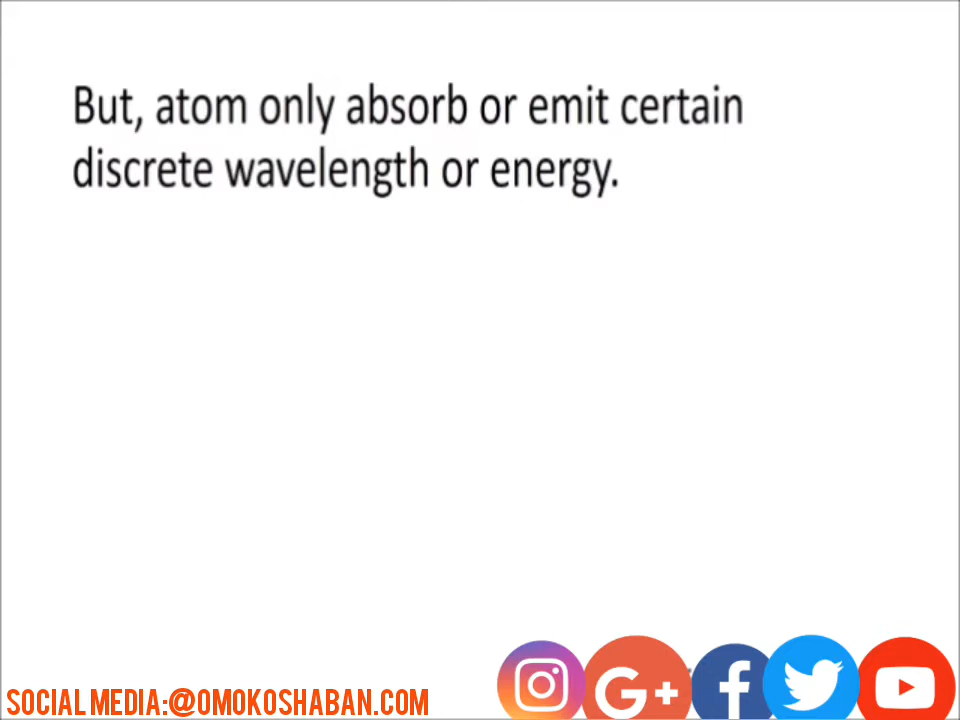 But, atom only absorb or emit certain
discrete wavelength or energy.
SOCIAL MEDIA:@OMOKOSHABAN.COM